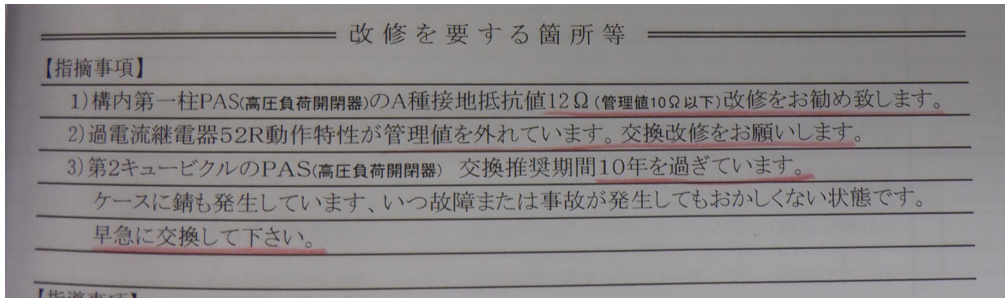 改修を要する箇所等
【指摘事項】
1)構内第一柱PAS(高圧負荷開閉器)のA種接地抵抗値12Ω(管理値10Ω以下)改修をお勧め致します。
2)過電流継電器52R動作特性が管理値を外れています。交換改修をお願いします。
3)第2キュービクルのPAS(高圧負荷開閉器) 交換推奨期間10年を過ぎています。
ケースに錆も発生しています、いつ故障または事故が発生してもおかしくない状態です。
早急に交換して下さい。
【指導事項】